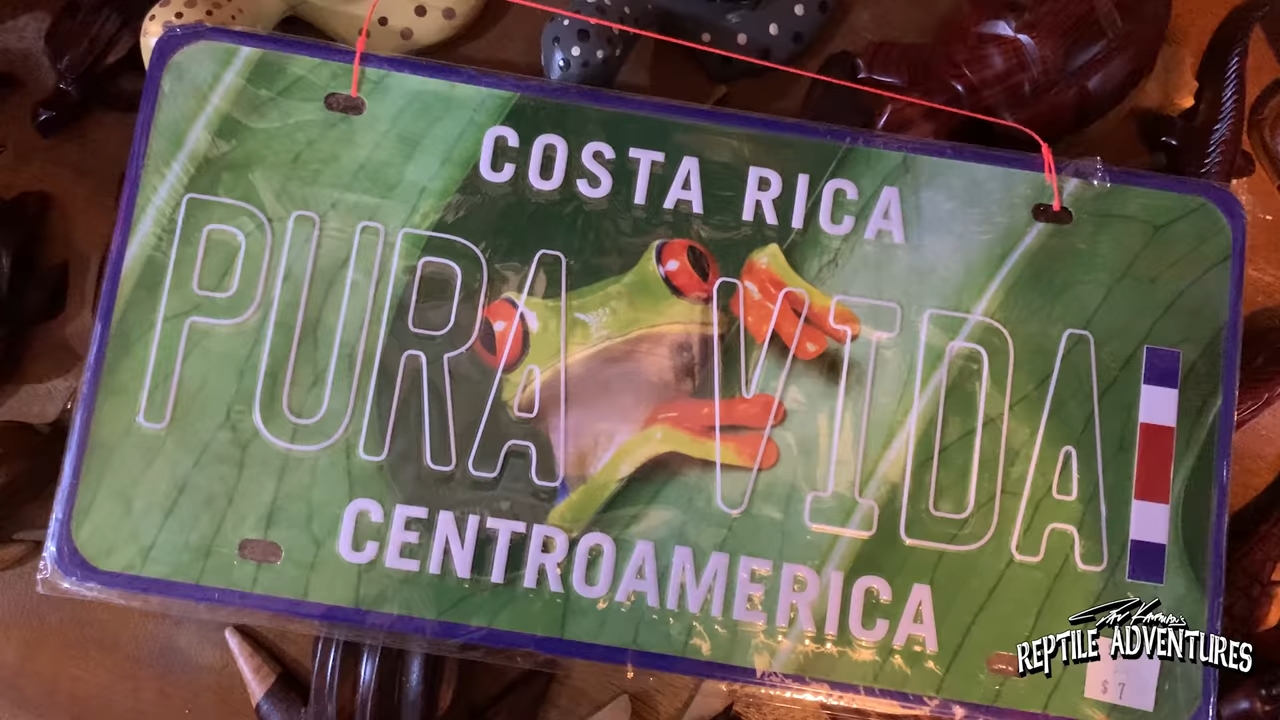 COSTA RICA
PURA VIDA
CENTROAMERICA
REPTILE ADVENTURES
$7